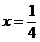 x = 1/4